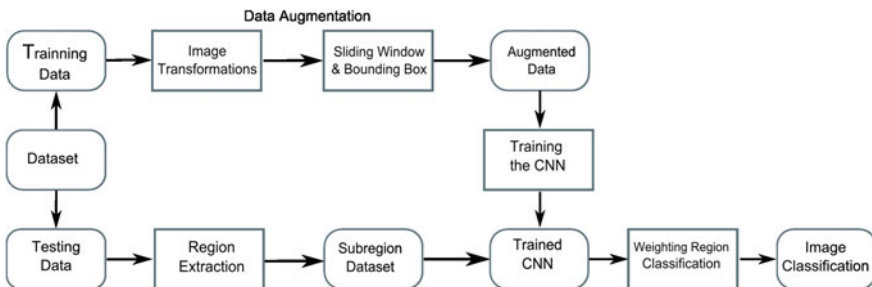 Data Augmentation
Trainning
Data
Image
Transformations
Sliding Window
& Bounding Box
Augmented
Data
Dataset
Training
the CNN
Testing
Data
Region
Extraction
Subregion
Dataset
Trained
CNN
Weighting Region
Classification
Image
Classification